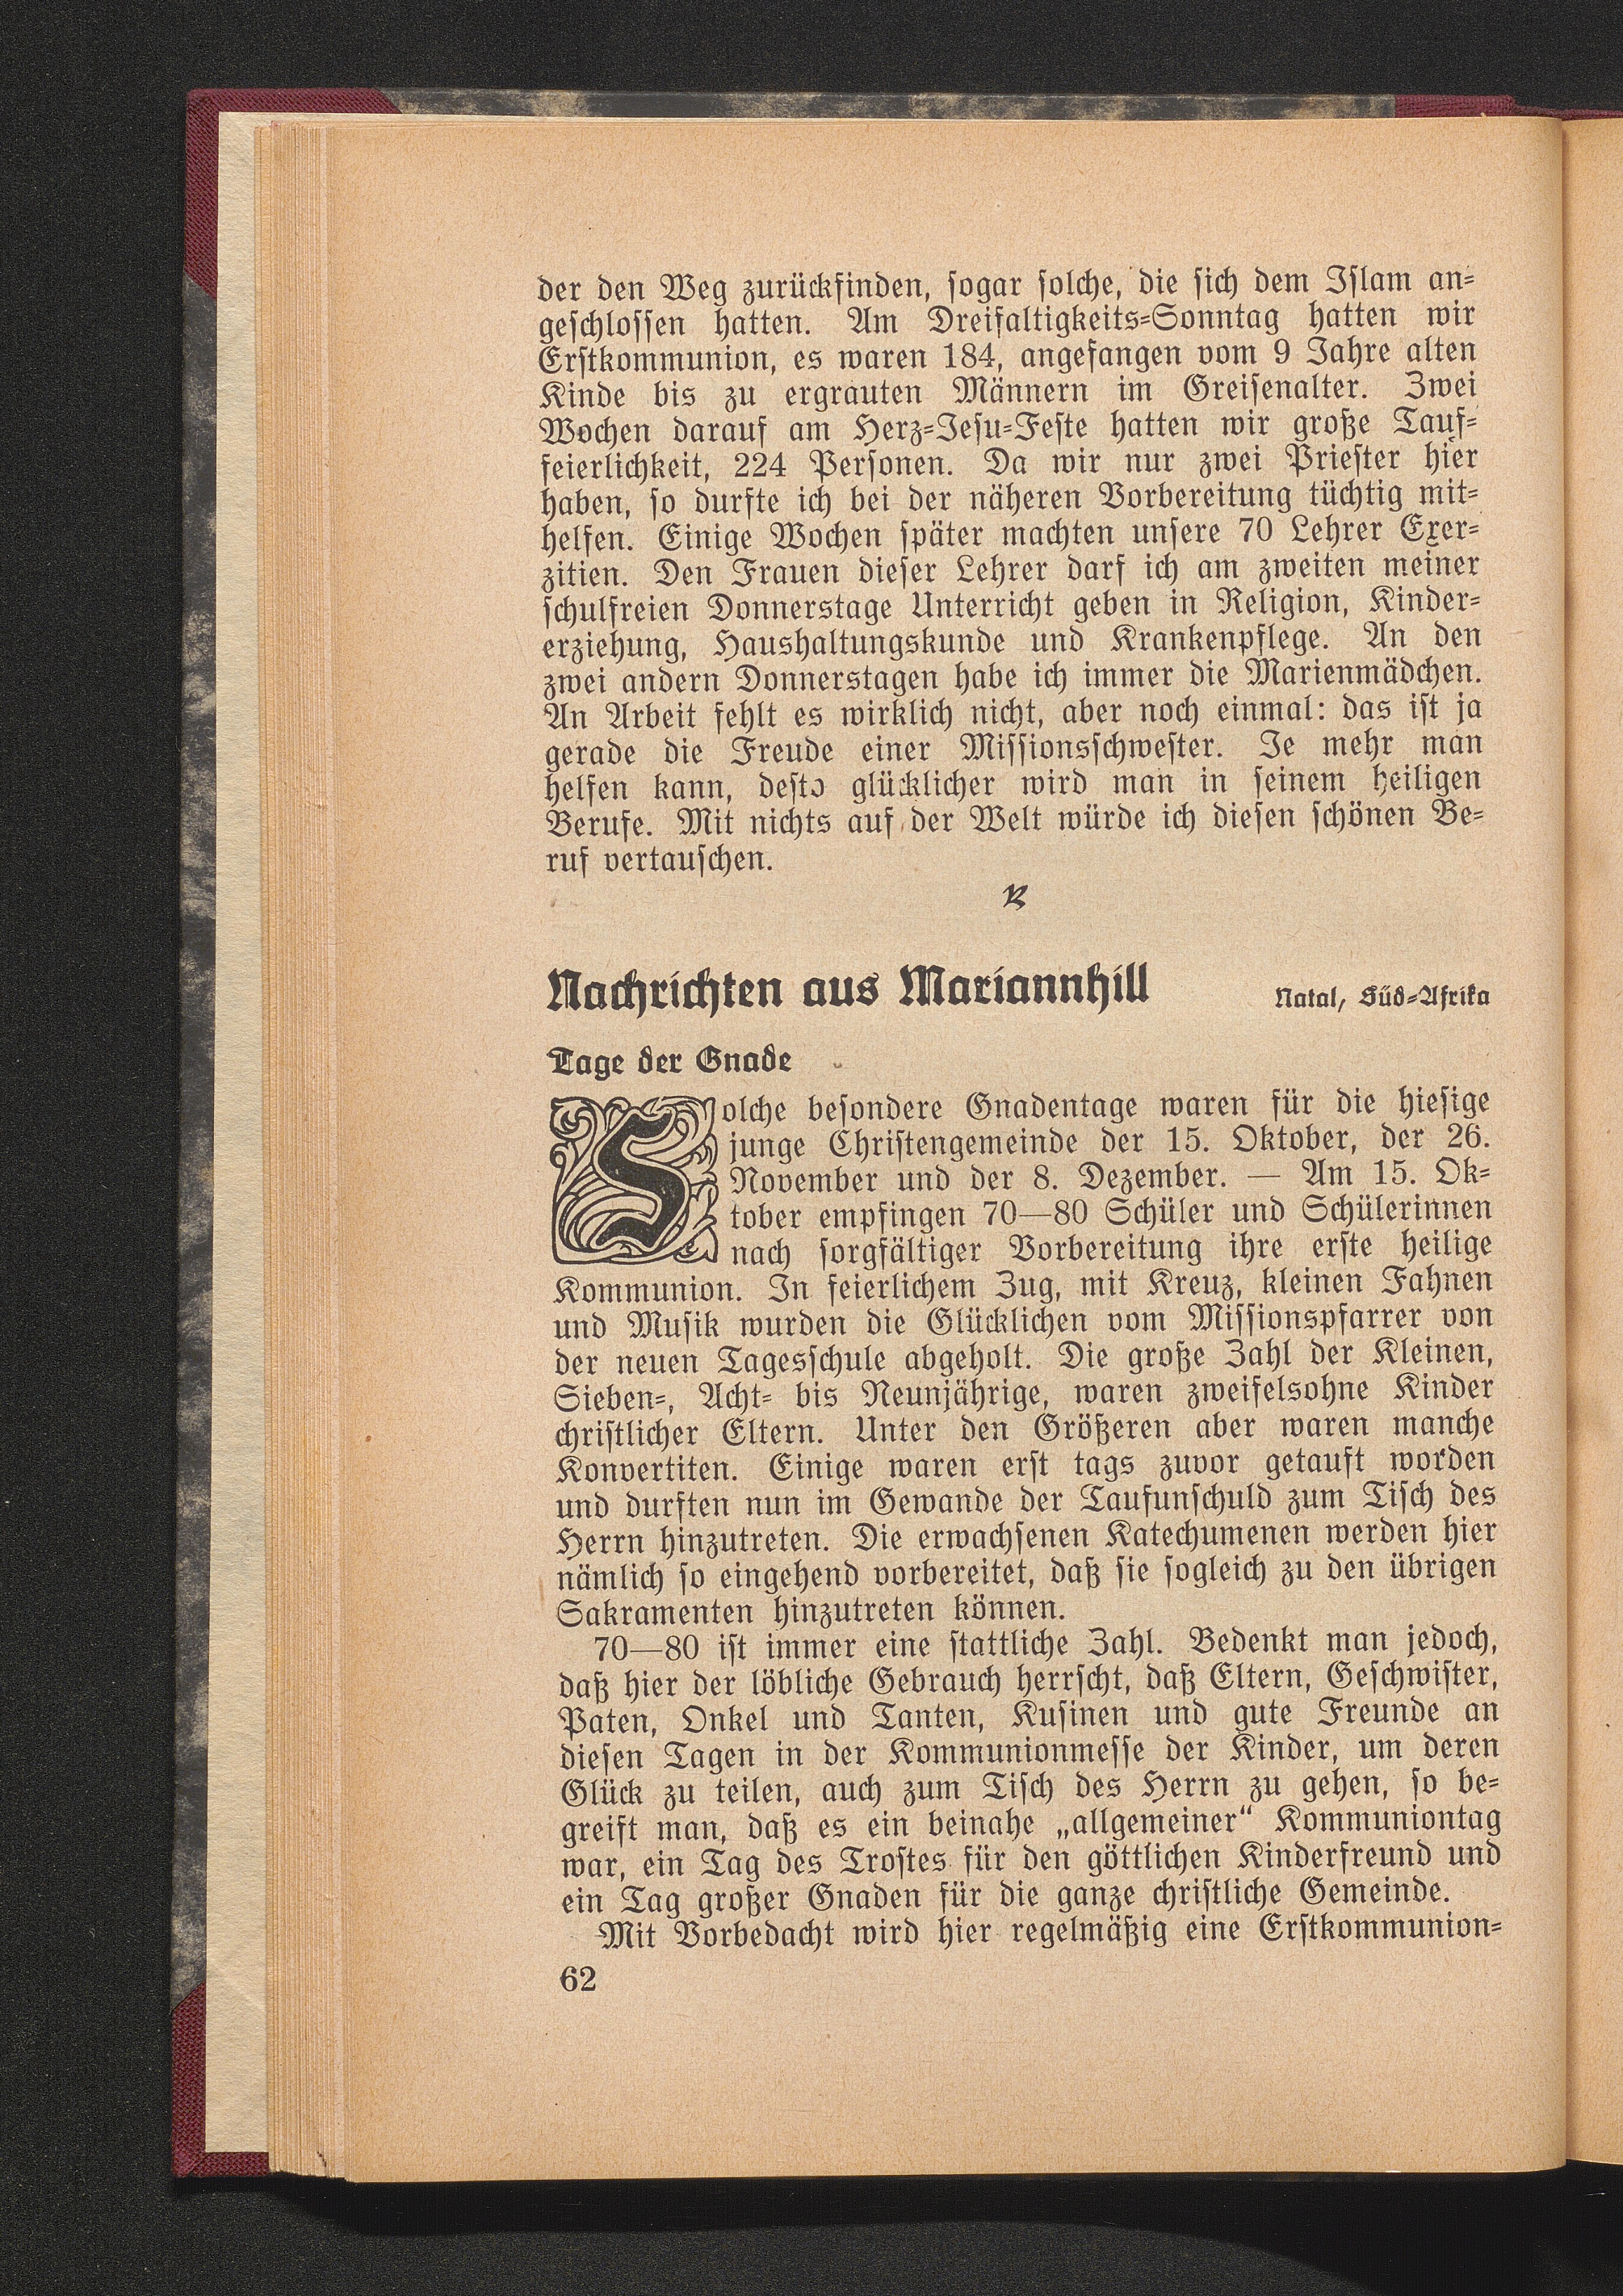 der den Weg zurückfinden, sogar solche, die sich dem Islam an-
geschlossen hatten. Am Dreifaltigkeits-Sonntag hatten wir
Erstkommunion, es waren 184, angefangen vom 9 Jahre alten
Kinde bis zu ergrauten Männern im Greisenalter. Zwei
Wochen darauf am Herz-Jesu-Feste hatten wir große Tauf-
feierlichkeit, 224 Personen. Da wir nur zwei Priester hier
haben, so durfte ich bei der näheren Vorbereitung tüchtig mit-
helfen. Einige Wochen später machten unsere 70 Lehrer Exer-
zitien. Den Frauen dieser Lehrer darf ich am zweiten meiner
schulfreien Donnerstage Unterricht geben in Religion, Kinder-
erziehung, Haushaltungskunde und Krankenpflege. An den
zwei andern Donnerstagen habe ich immer die Marienmädchen.
An Arbeit fehlt es wirklich nicht, aber noch einmal: das ist ja
gerade die Freude einer Missionsschwester. Je mehr man
helfen kann, desto glücklicher wird man in seinem heiligen
Berufe. Mit nichts auf der Welt würde ich diesen schönen Be-
ruf vertauschen.
Nachrichten aus Mariannhill Natal, Süd-Afrika
Tage der Gnade
Solche besondere Gnadentage waren für die hiesige
junge Christengemeinde der 15. Oktober, der 26.
November und der 8. Dezember. — Am 15. Ok-
tober empfingen 70—80 Schüler und Schülerinnen
nach sorgfältiger Vorbereitung ihre erste heilige
Kommunion. In feierlichem Zug, mit Kreuz, kleinen Fahnen
und Musik wurden die Glücklichen vom Missionspfarrer von
der neuen Tagesschule abgeholt. Die große Zahl der Kleinen,
Sieben-, Acht- bis Neunjährige, waren zweifelsohne Kinder
christlicher Eltern. Unter den Größeren aber waren manche
Konvertiten. Einige waren erst tags zuvor getauft worden
und durften nun im Gewande der Taufunschuld zum Tisch des
Herrn hinzutreten. Die erwachsenen Katechumenen werden hier
nämlich so eingehend vorbereitet, daß sie sogleich zu den übrigen
Sakramenten hinzutreten können.
70—80 ist immer eine stattliche Zahl. Bedenkt man jedoch,
daß hier der löbliche Gebrauch herrscht, daß Eltern, Geschwister,
Paten, Onkel und Tanten, Kusinen und gute Freunde an
diesen Tagen in der Kommunionmesse der Kinder, um deren
Glück zu teilen, auch zum Tisch des Herrn zu gehen, so be-
greift man, daß es ein beinahe „allgemeiner“ Kommuniontag
war, ein Tag des Trostes für den göttlichen Kinderfreund und
ein Tag großer Gnaden für die ganze christliche Gemeinde.
Mit Vorbedacht wird hier regelmäßig eine Erstkommunion-
62